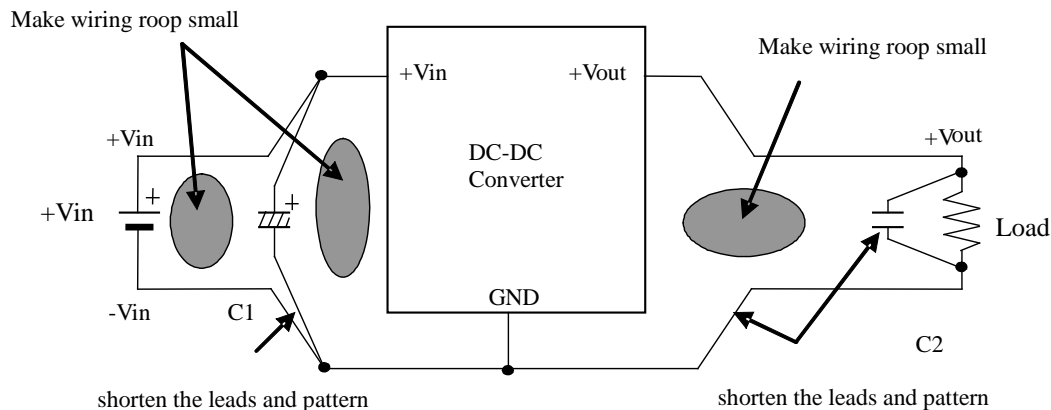 Make wiring roop small
+Vin
+Vout
Make wiring roop small
+Vin
+Vout
DC-DC
Converter
+
+
+Vin
Load
GND
-Vin
C1
C2
shorten the leads and pattern
shorten the leads and pattern